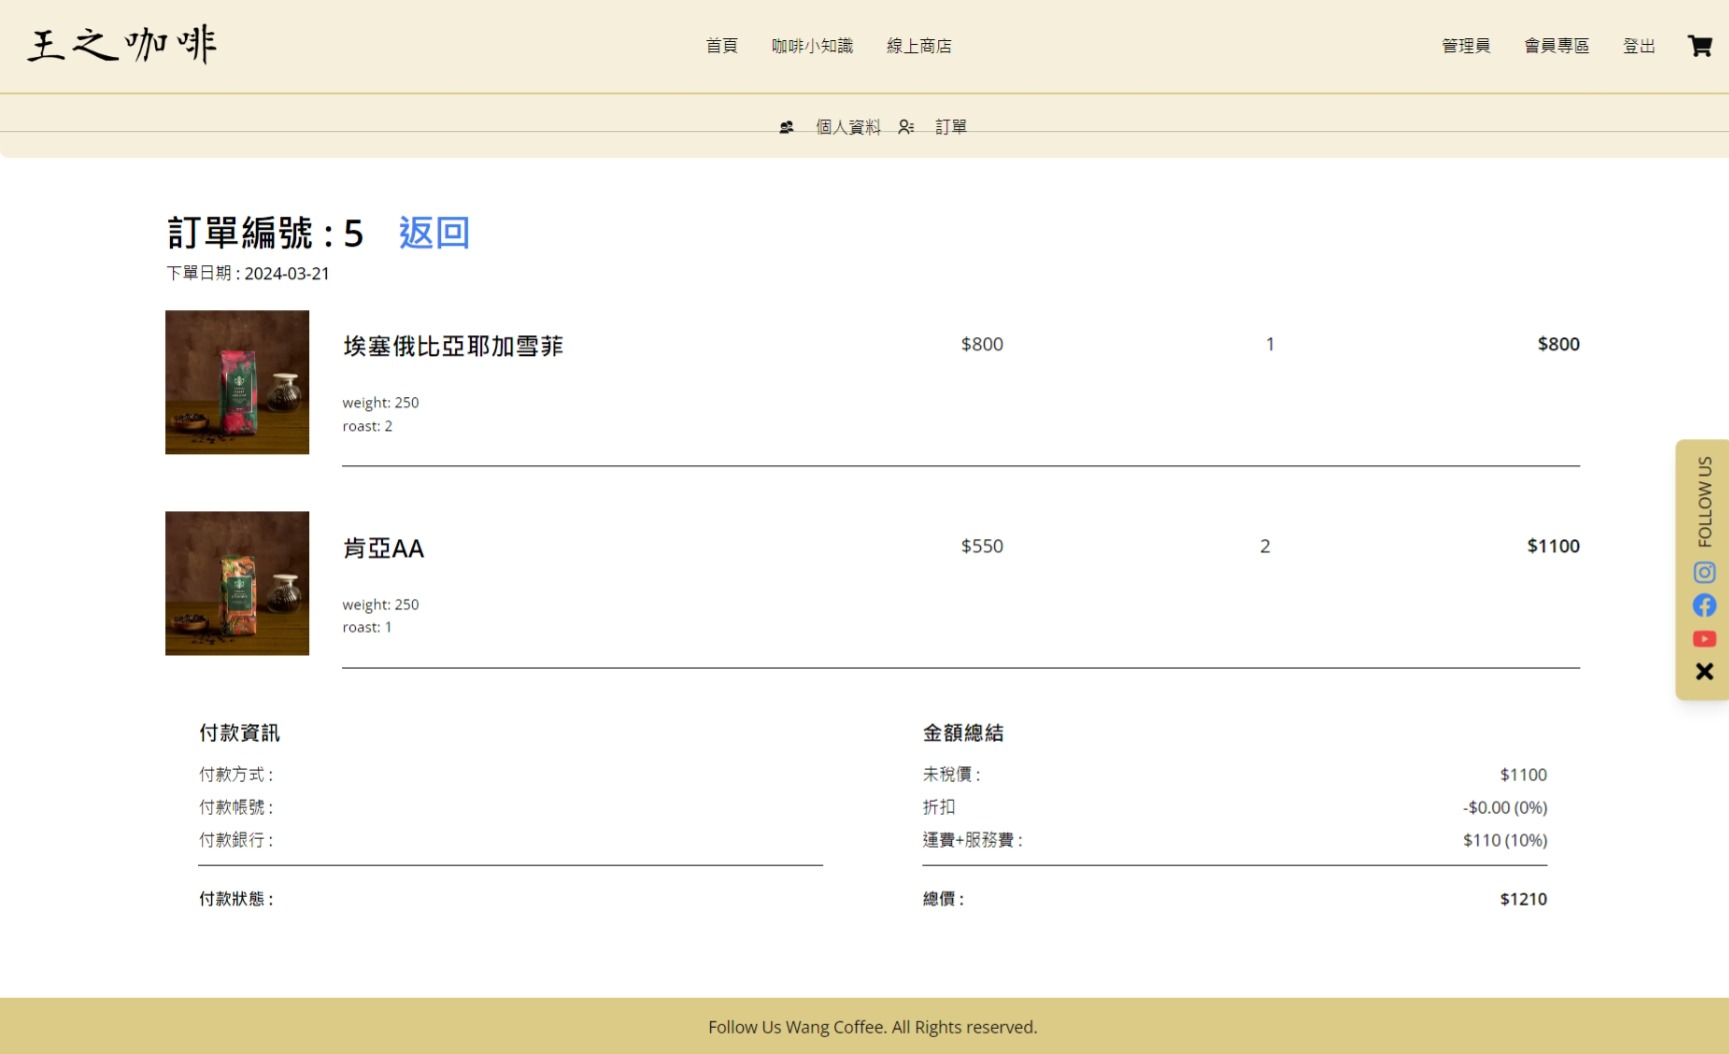 王之咖啡
首頁 咖啡小知識 線上商店
管理員 會員專區 登出
個人資料 訂單
訂單編號 : 5 返回
下單日期 : 2024-03-21
埃塞俄比亞耶加雪菲 $800 1 $800
weight: 250
roast: 2
肯亞AA $550 2 $1100
weight: 250
roast: 1
FOLLOW US
付款資訊
付款方式 :
付款帳號 :
付款銀行 :
付款狀態 :
金額總結
未稅價 : $1100
折扣 -$0.00 (0%)
運費+服務費 : $110 (10%)
總價 : $1210
Follow Us Wang Coffee. All Rights reserved.